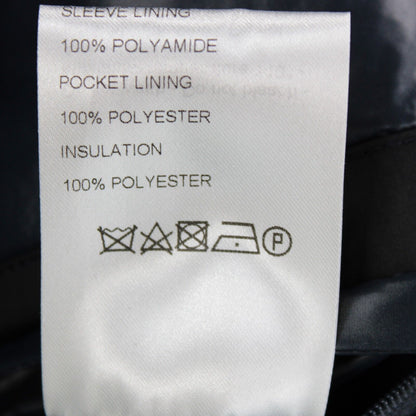 SLEEVE LINING
100% POLYAMIDE
POCKET LINING
100% POLYESTER
INSULATION
100% POLYESTER
P